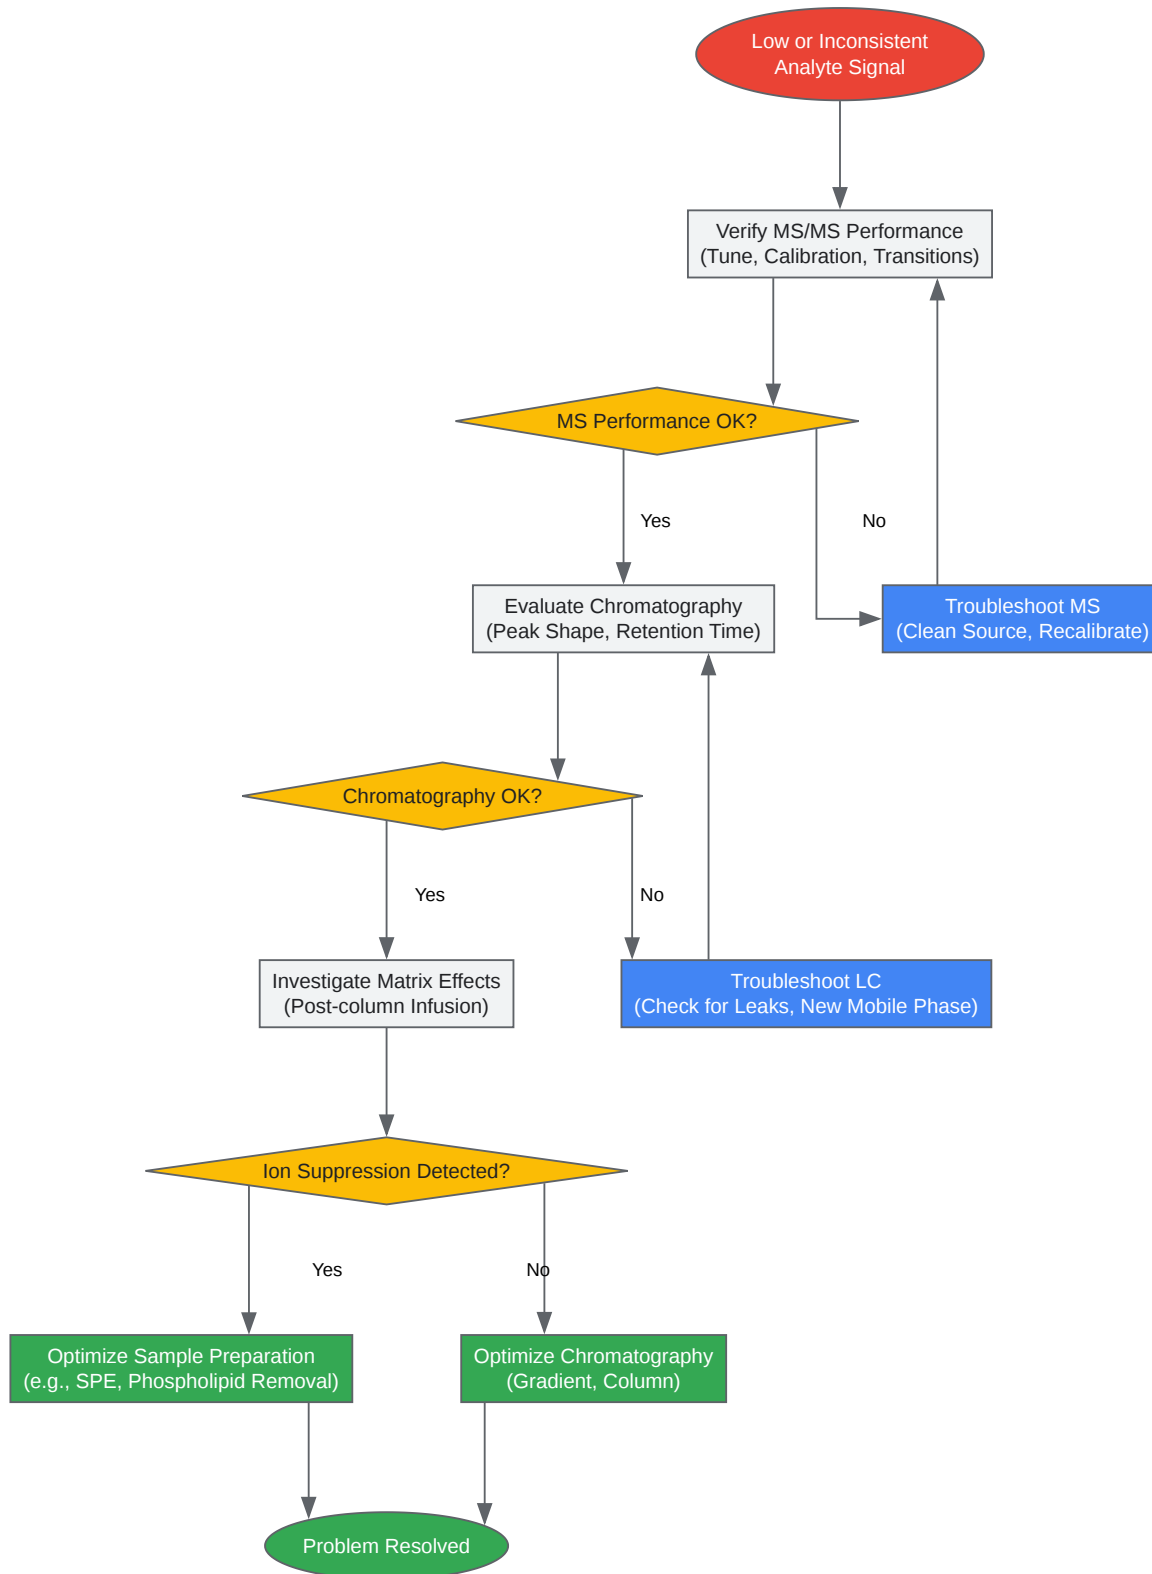 Low or Inconsistent
Analyte Signal
Verify MS/MS Performance
(Tune, Calibration, Transitions)
MS Performance OK?
Yes
No
Evaluate Chromatography
(Peak Shape, Retention Time)
Troubleshoot MS
(Clean Source, Recalibrate)
Chromatography OK?
Yes
No
Investigate Matrix Effects
(Post-column Infusion)
Troubleshoot LC
(Check for Leaks, New Mobile Phase)
Ion Suppression Detected?
Yes
No
Optimize Sample Preparation
(e.g., SPE, Phospholipid Removal)
Optimize Chromatography
(Gradient, Column)
Problem Resolved